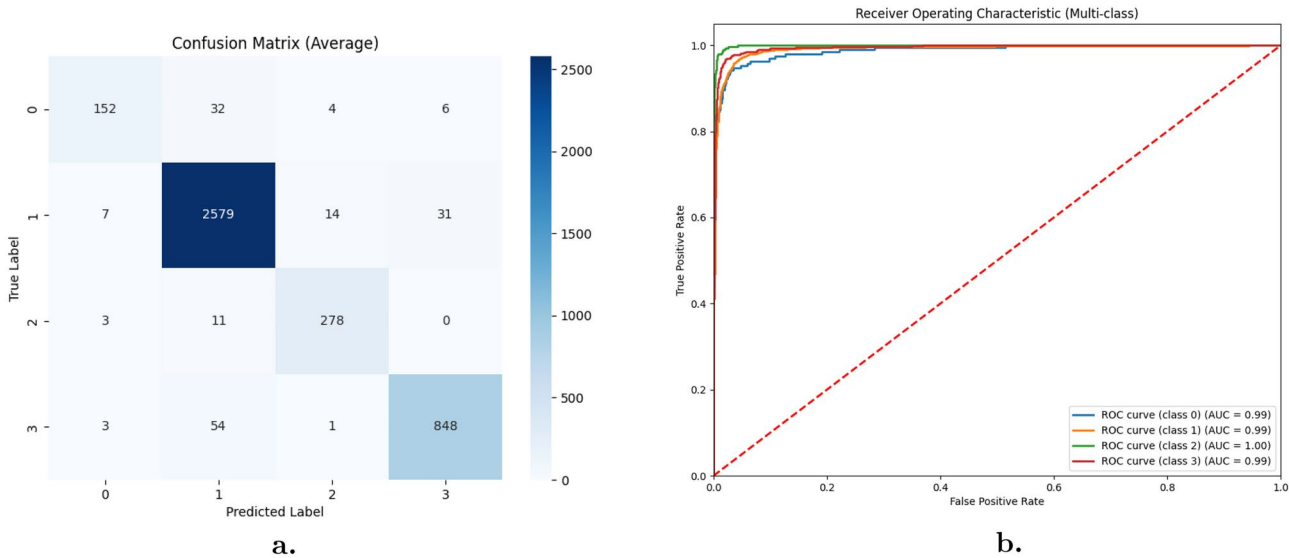 Confusion Matrix (Average)
True Label
0
152 32 4 6
1
7 2579 14 31
2
3 11 278 0
3
3 54 1 848
0 1 2 3
Predicted Label
2500
2000
1500
1000
500
0
a.
Receiver Operating Characteristic (Multi-class)
True Positive Rate
1.0
0.8
0.6
0.4
0.2
0.0
0.0 0.2 0.4 0.6 0.8 1.0
False Positive Rate
ROC curve (class 0) (AUC = 0.99)
ROC curve (class 1) (AUC = 0.99)
ROC curve (class 2) (AUC = 1.00)
ROC curve (class 3) (AUC = 0.99)
b.